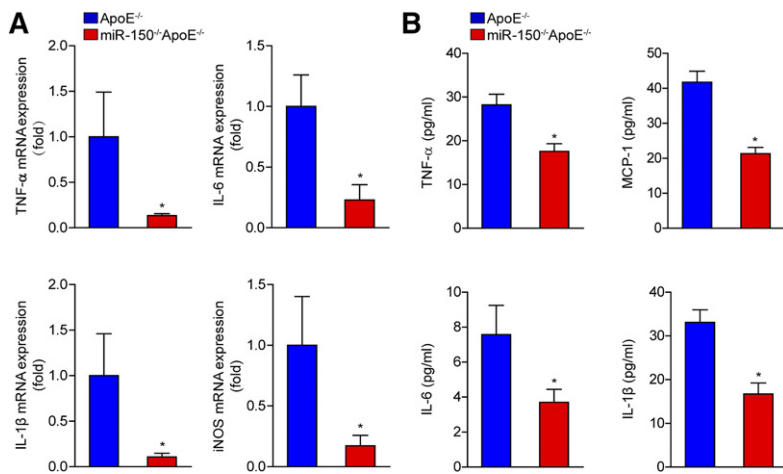 A
ApoE⁻/⁻
miR-150⁻/⁻ApoE⁻/⁻
TNF-α mRNA expression
(fold)
2.0
1.5
1.0
0.5
0.0
*
IL-6 mRNA expression
(fold)
1.5
1.0
0.5
0.0
*
IL-1β mRNA expression
(fold)
2.0
1.5
1.0
0.5
0.0
*
iNOS mRNA expression
(fold)
1.5
1.0
0.5
0.0
*
B
ApoE⁻/⁻
miR-150⁻/⁻ApoE⁻/⁻
TNF-α (pg/ml)
40
30
20
10
0
*
MCP-1 (pg/ml)
50
40
30
20
10
0
*
IL-6 (pg/ml)
10
8
6
4
2
0
*
IL-1β (pg/ml)
40
30
20
10
0
*